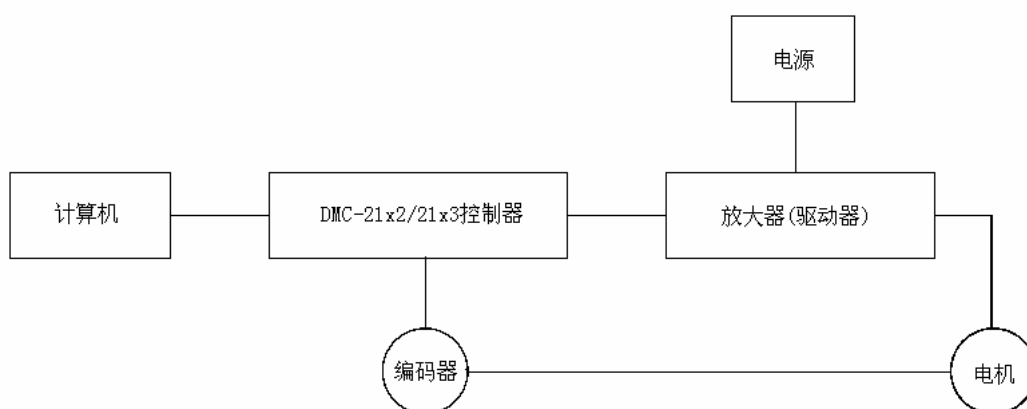 电源
计算机
DMC-21x2/21x3控制器
放大器(驱动器)
编码器
电机